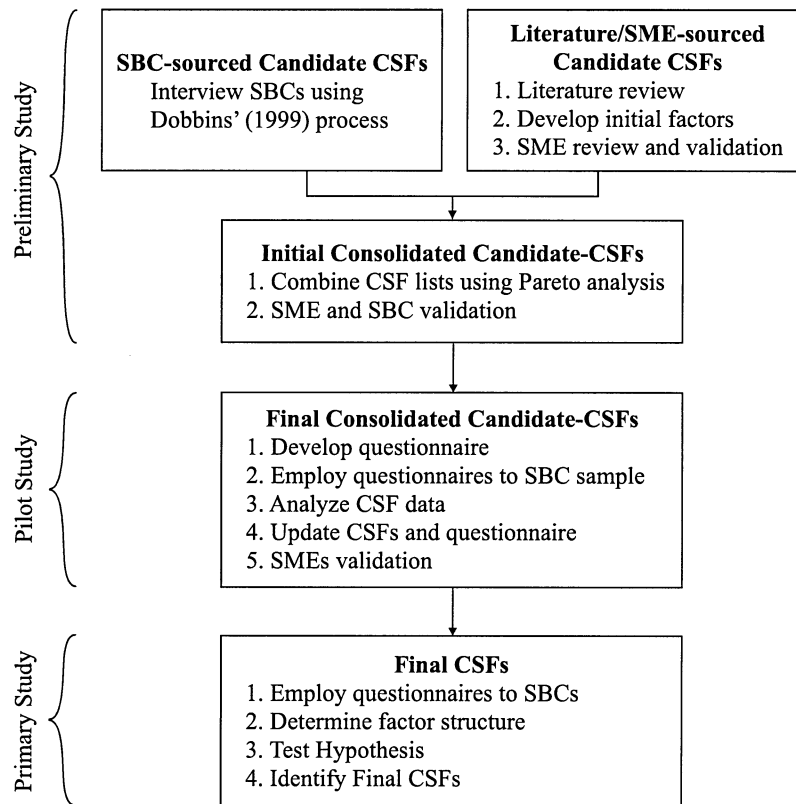 Preliminary Study
SBC-sourced Candidate CSFs
Interview SBCs using
Dobbins' (1999) process
Literature/SME-sourced
Candidate CSFs
1. Literature review
2. Develop initial factors
3. SME review and validation
Initial Consolidated Candidate-CSFs
1. Combine CSF lists using Pareto analysis
2. SME and SBC validation
Pilot Study
Final Consolidated Candidate-CSFs
1. Develop questionnaire
2. Employ questionnaires to SBC sample
3. Analyze CSF data
4. Update CSFs and questionnaire
5. SMEs validation
Primary Study
Final CSFs
1. Employ questionnaires to SBCs
2. Determine factor structure
3. Test Hypothesis
4. Identify Final CSFs